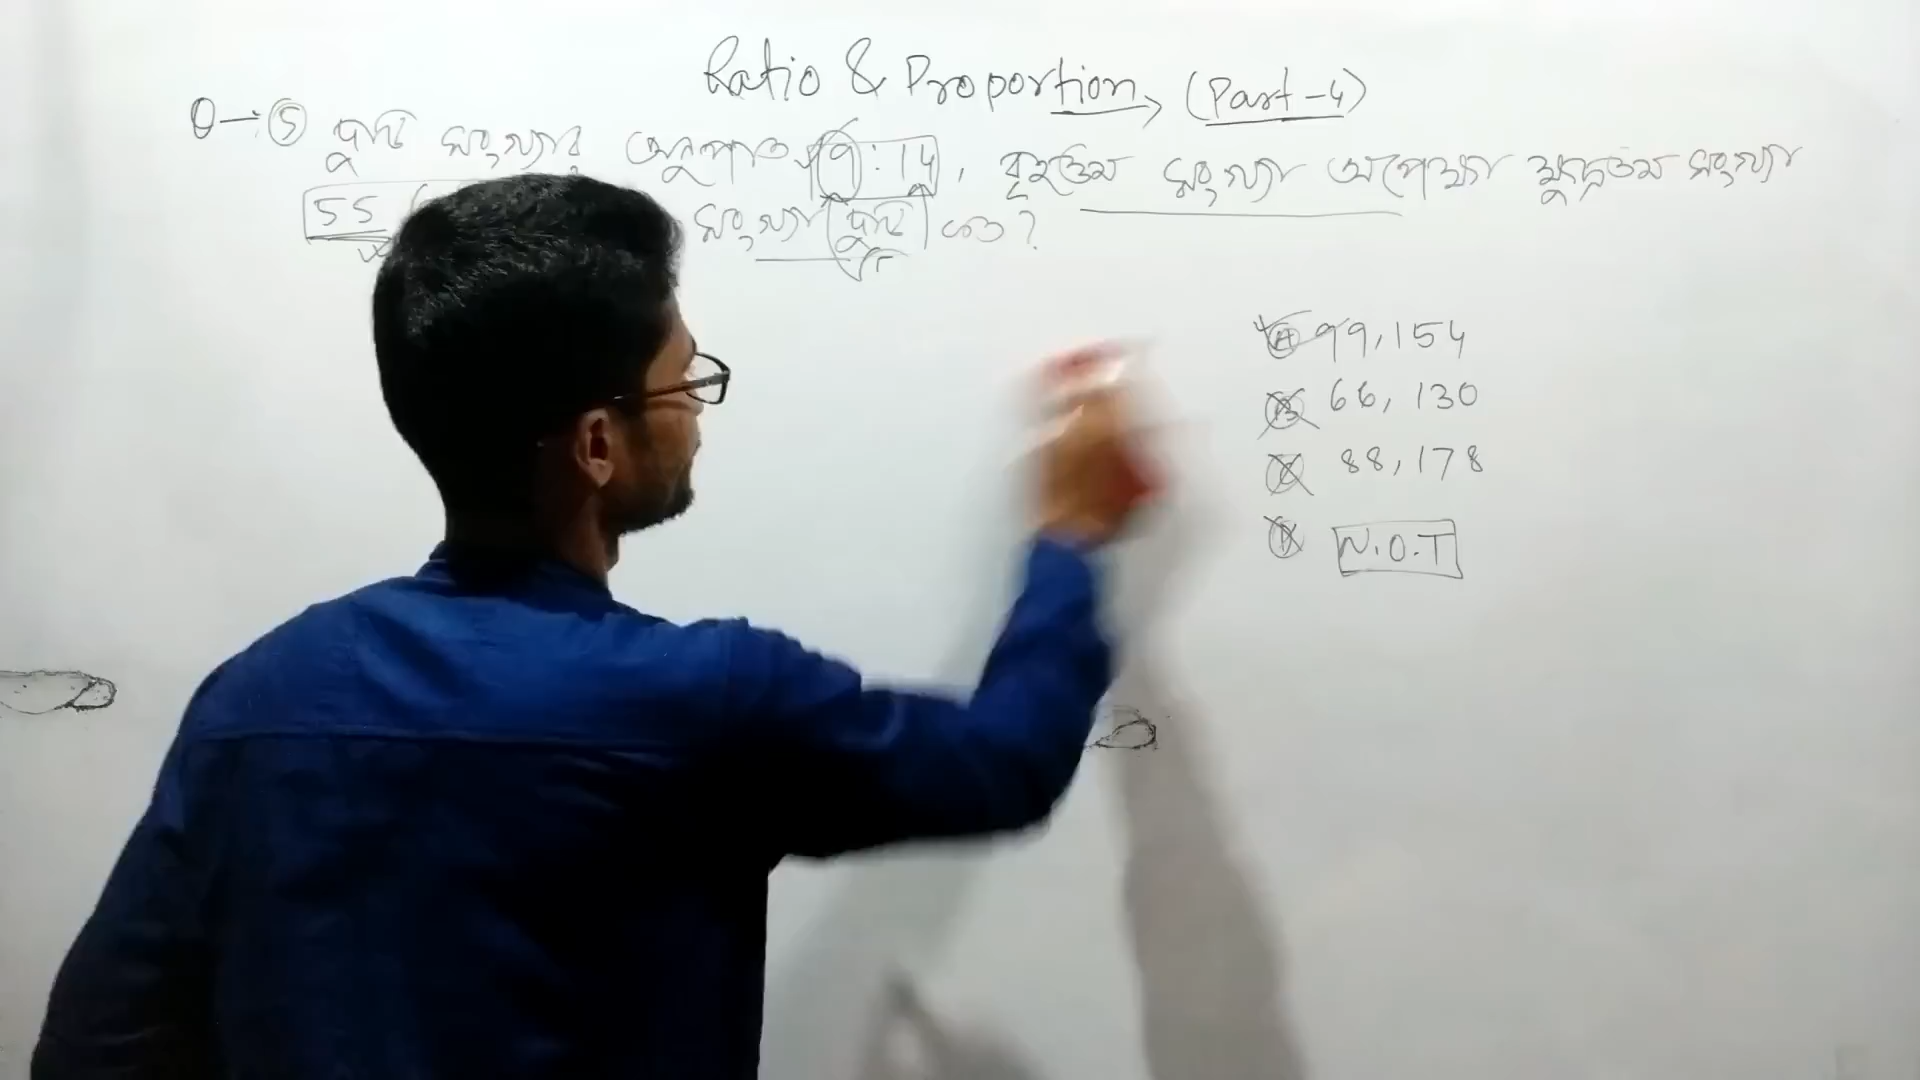 Ratio & Proportion (Part-4)
Q→⑤ দুটি সংখ্যার অনুপাত 9:14, বৃহত্তম সংখ্যা অপেক্ষা ক্ষুদ্রতম সংখ্যা
55 সংখ্যা দুটি কত?
Ⓐ 99,154
Ⓑ 66, 130
Ⓒ 88,178
Ⓓ N.O.T